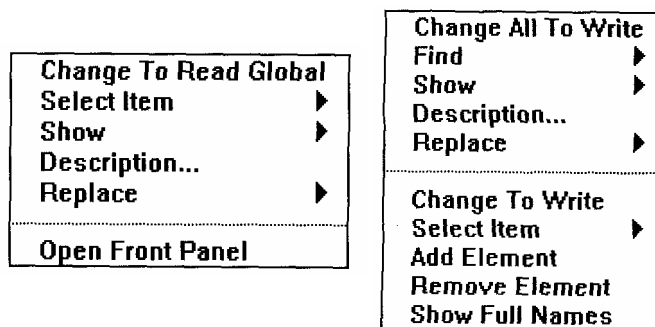 Change To Read Global
Select Item
Show
Description...
Replace
Open Front Panel
Change All To Write
Find
Show
Description...
Replace
Change To Write
Select Item
Add Element
Remove Element
Show Full Names